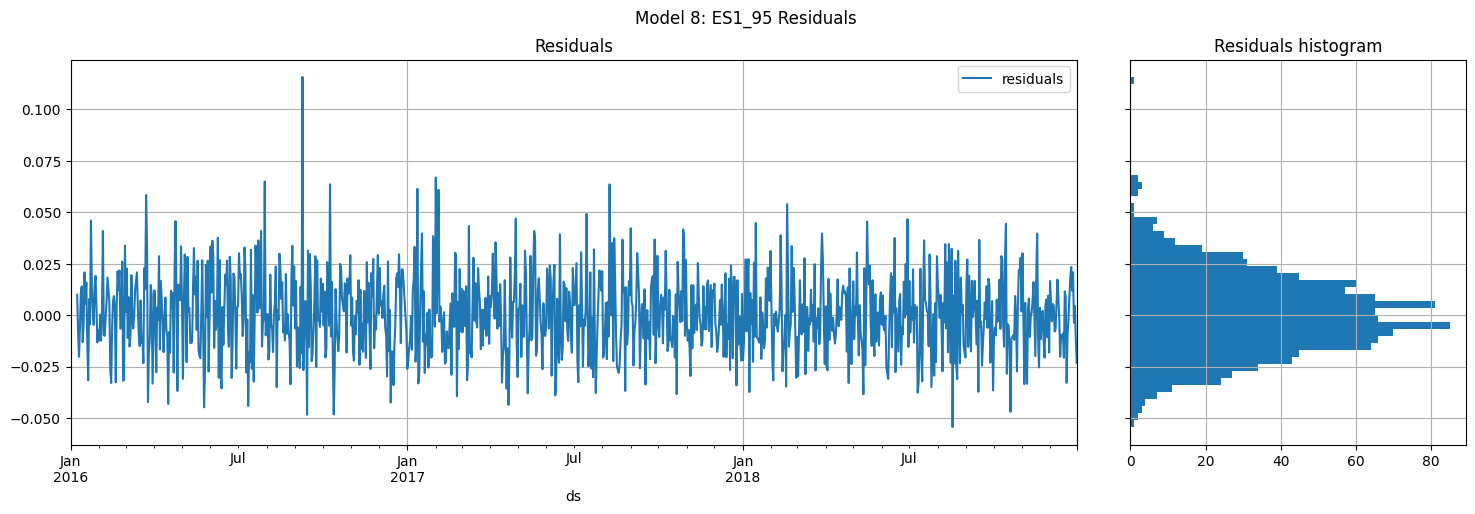 Model 8: ES1_95 Residuals
Residuals
residuals
0.100
0.075
0.050
0.025
0.000
−0.025
−0.050
Jan
2016
Jul
Jan
2017
Jul
Jan
2018
Jul
ds
Residuals histogram
0
20
40
60
80